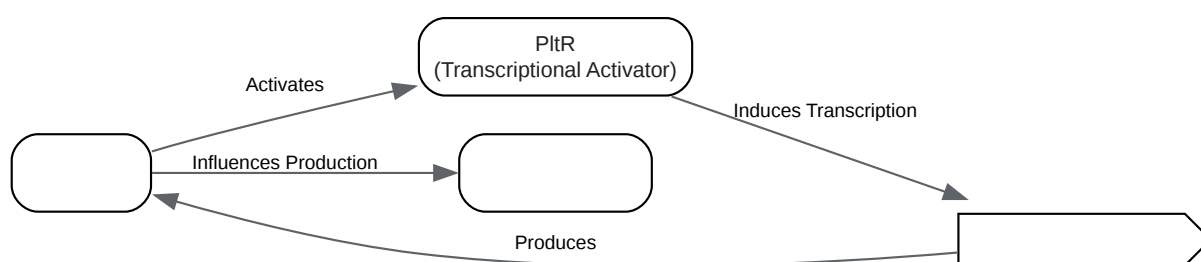 PltR
(Transcriptional Activator)
Activates
Induces Transcription
Influences Production
Produces